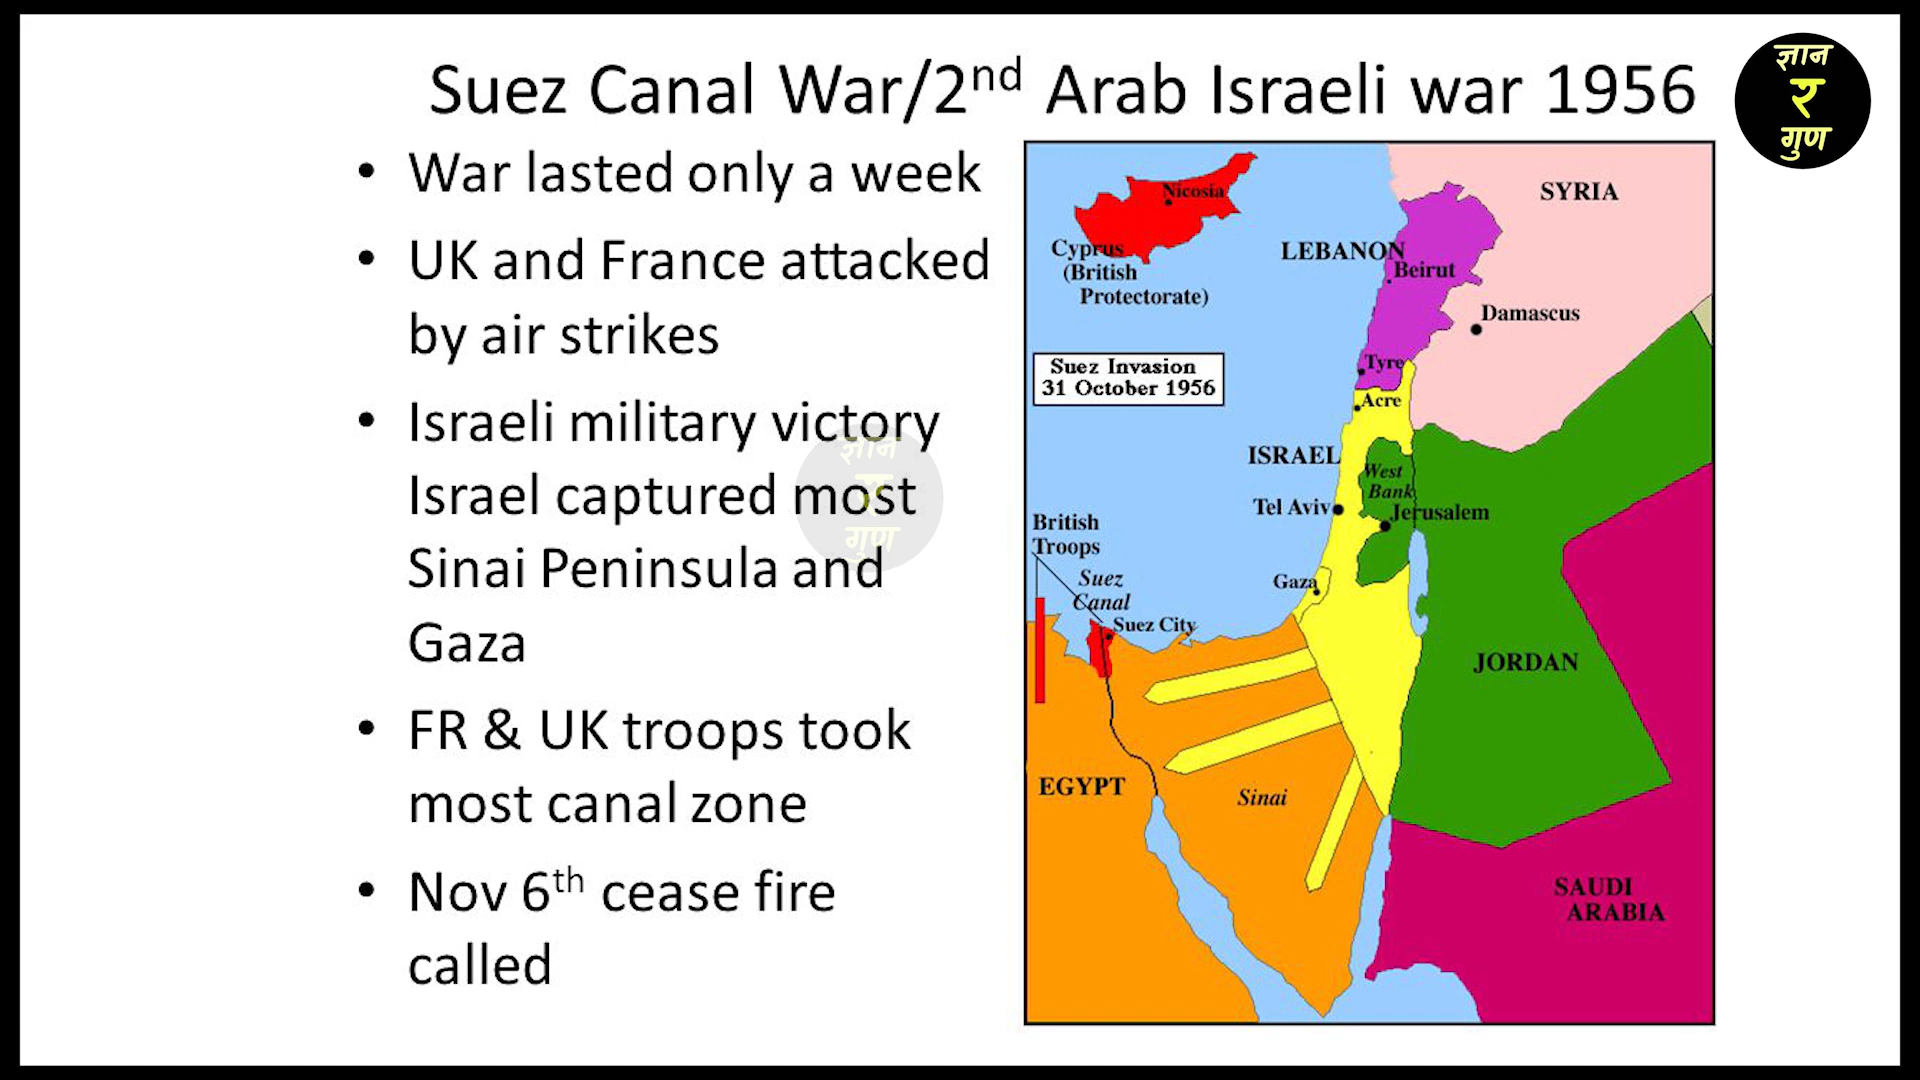 Suez Canal War/2nd Arab Israeli war 1956
ज्ञान
र
गुण
• War lasted only a week
• UK and France attacked
by air strikes
• Israeli military victory
Israel captured most
Sinai Peninsula and
Gaza
• FR & UK troops took
most canal zone
• Nov 6th cease fire
called
ज्ञान
र
गुण
Nicosia
Cyprus
(British
Protectorate)
SYRIA
LEBANON
Beirut
Damascus
Suez Invasion
31 October 1956
Tyre
Acre
ISRAEL
West
Bank
Tel Aviv
Jerusalem
British
Troops
Suez
Canal
Gaza
Suez City
JORDAN
EGYPT
Sinai
SAUDI
ARABIA